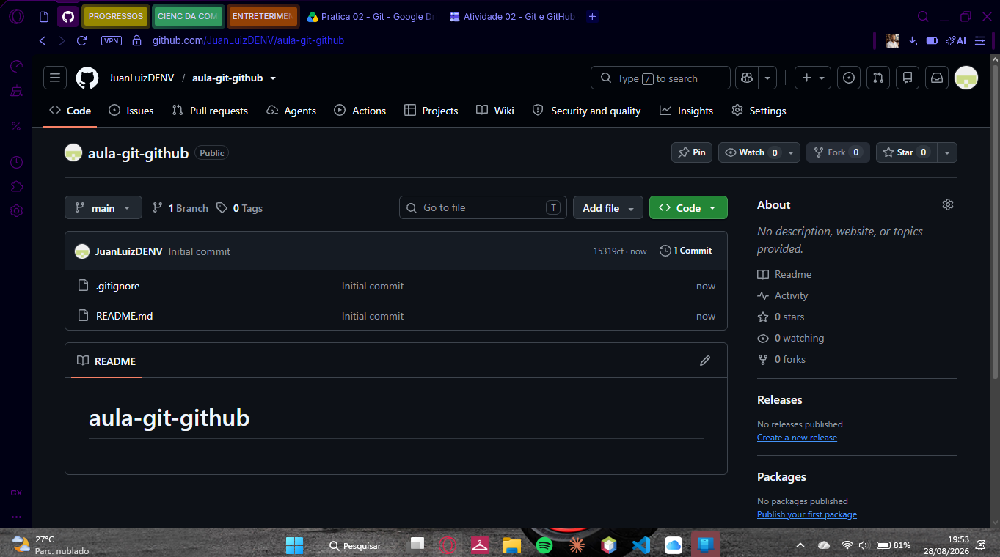 PROGRESSOS
CIENC DA COM
ENTRETERIMEN
Pratica 02 - Git - Google Dr
Atividade 02 - Git e GitHub
VPN
github.com/JuanLuizDENV/aula-git-github
AI
JuanLuizDENV / aula-git-github
Type / to search
Code
Issues
Pull requests
Agents
Actions
Projects
Wiki
Security and quality
Insights
Settings
aula-git-github
Public
Pin
Watch 0
Fork 0
Star 0
main
1 Branch
0 Tags
Go to file
T
Add file
Code
JuanLuizDENV Initial commit
15319cf · now
1 Commit
.gitignore
Initial commit
now
README.md
Initial commit
now
README
aula-git-github
About
No description, website, or topics
provided.
Readme
Activity
0 stars
0 watching
0 forks
Releases
No releases published
Create a new release
Packages
No packages published
Publish your first package
GX
27°C
Parc. nublado
Pesquisar
81%
19:53
28/08/2026